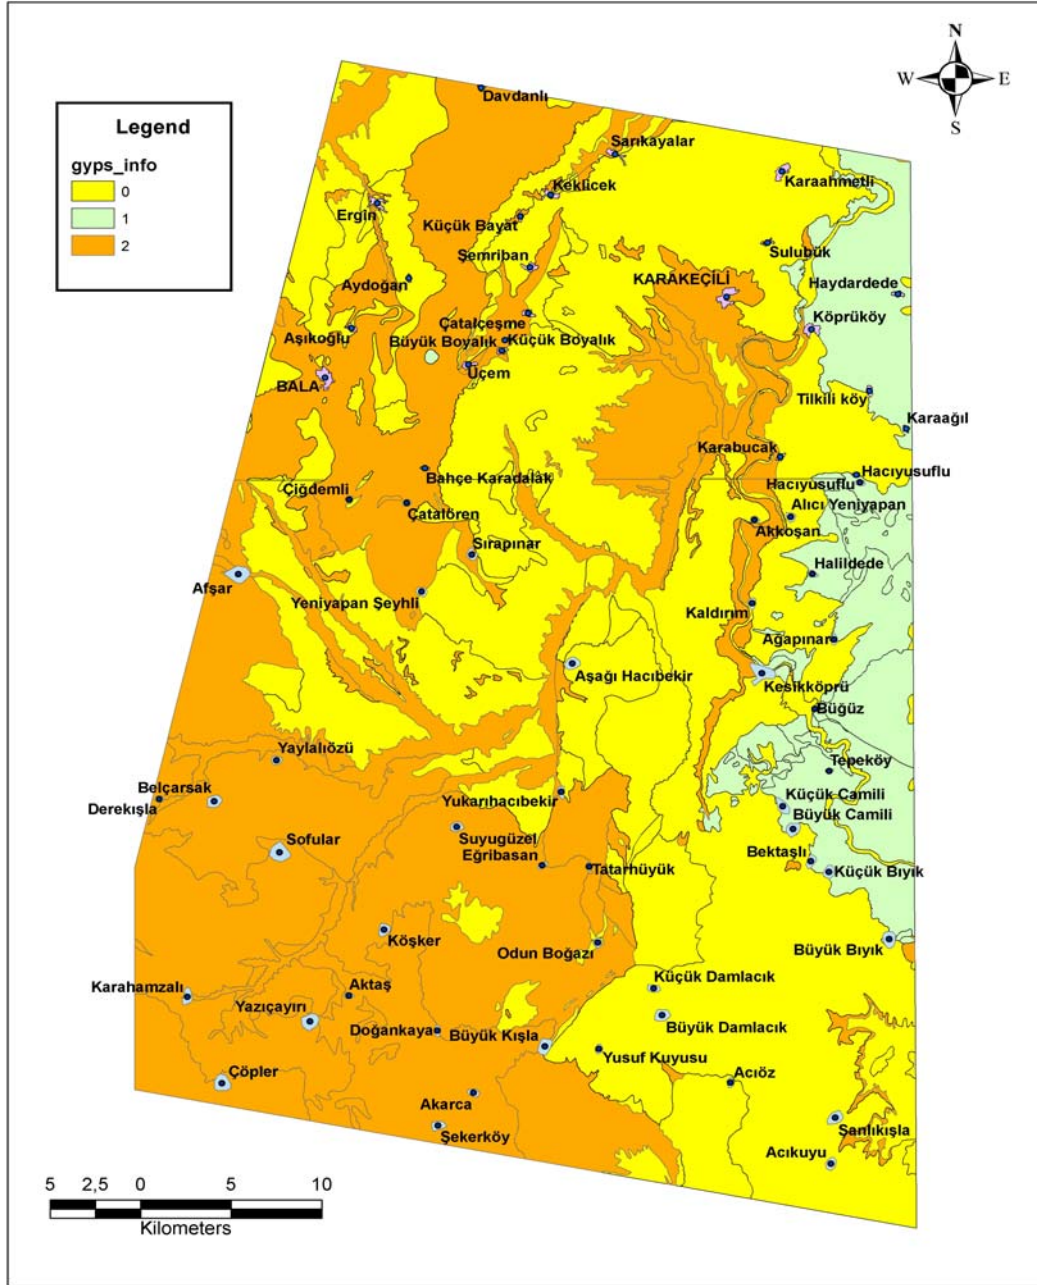 N
W E
S
Legend
gyps_info
0
1
2
Davdanlı
Sarıkayalar
Karaahmetli
Keklicek
Ergin
Küçük Bayat
Sulubük
Şemriban
Aydoğan
KARAKEÇİLİ
Haydardede
Çatalçeşme
Köprüköy
Aşıkoğlu
Büyük Boyalık
Küçük Boyalık
Üçem
BALA
Tilkili köy
Karaağıl
Karabucak
Bahçe Karadalak
Hacıyusuflu
Hacıyusuflu
Çiğdemli
Çatalören
Alıcı Yeniyapan
Akkoşan
Sırapınar
Halildede
Afşar
Yeniyapan Şeyhli
Kaldırım
Ağapınar
Aşağı Hacıbekir
Kesikköprü
Büğüz
Yaylalıözü
Tepeköy
Belçarsak
Yukarıhacıbekir
Küçük Camili
Derekışla
Büyük Camili
Sofular
Suyugüzel
Eğribasan
Bektaşlı
Tatarhüyük
Küçük Bıyık
Köşker
Odun Boğazı
Büyük Bıyık
Karahamzalı
Aktaş
Küçük Damlacık
Yazıçayırı
Doğankaya
Büyük Kışla
Büyük Damlacık
Yusuf Kuyusu
Çöpler
Acıöz
Akarca
Şekerköy
Şanlıkışla
Acıkuyu
5 2,5 0 5 10
Kilometers